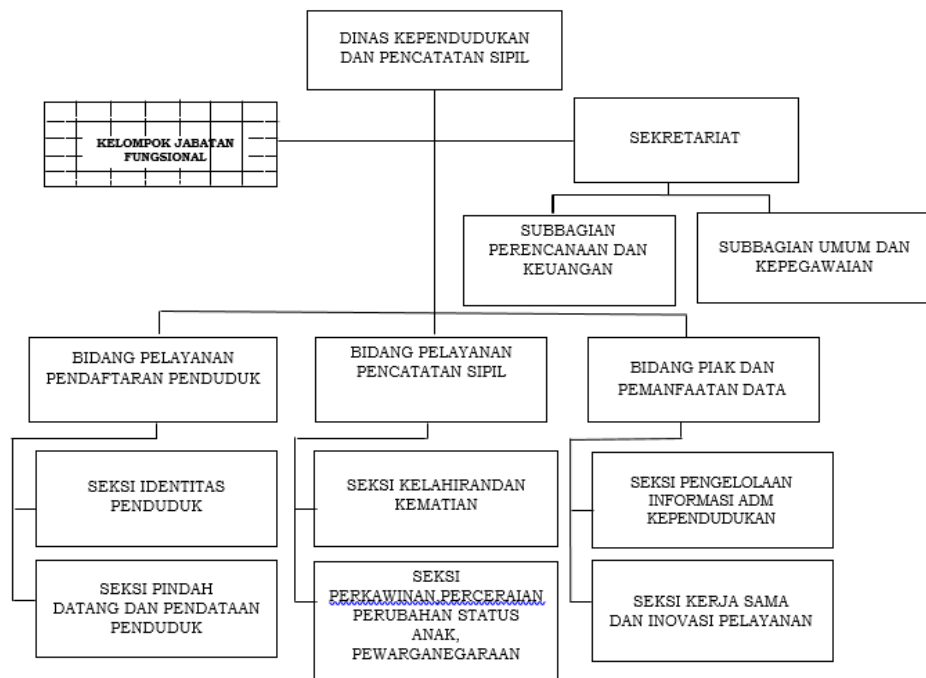 DINAS KEPENDUDUKAN
DAN PENCATATAN SIPIL
KELOMPOK JABATAN
FUNGSIONAL
SEKRETARIAT
SUBBAGIAN
PERENCANAAN DAN
KEUANGAN
SUBBAGIAN UMUM DAN
KEPEGAWAIAN
BIDANG PELAYANAN
PENDAFTARAN PENDUDUK
BIDANG PELAYANAN
PENCATATAN SIPIL
BIDANG PIAK DAN
PEMANFAATAN DATA
SEKSI IDENTITAS
PENDUDUK
SEKSI KELAHIRANDAN
KEMATIAN
SEKSI PENGELOLAAN
INFORMASI ADM
KEPENDUDUKAN
SEKSI PINDAH
DATANG DAN PENDATAAN
PENDUDUK
SEKSI
PERKAWINAN,PERCERAIAN
PERUBAHAN STATUS
ANAK,
PEWARGANEGARAAN
SEKSI KERJA SAMA
DAN INOVASI PELAYANAN